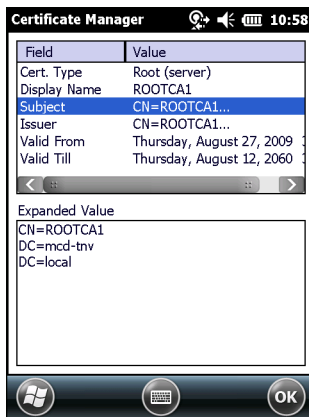 Certificate Manager 10:58
Field Value
Cert. Type Root (server)
Display Name ROOTCA1
Subject CN=ROOTCA1...
Issuer CN=ROOTCA1...
Valid From Thursday, August 27, 2009
Valid Till Thursday, August 12, 2060
Expanded Value
CN=ROOTCA1
DC=mcd-tnv
DC=local
OK